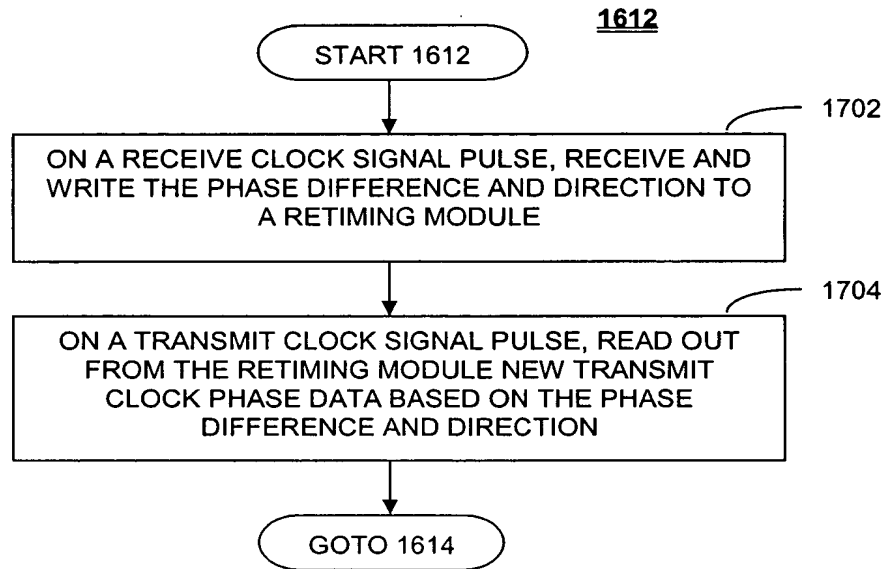 1612
START 1612
1702
ON A RECEIVE CLOCK SIGNAL PULSE, RECEIVE AND
WRITE THE PHASE DIFFERENCE AND DIRECTION TO
A RETIMING MODULE
1704
ON A TRANSMIT CLOCK SIGNAL PULSE, READ OUT
FROM THE RETIMING MODULE NEW TRANSMIT
CLOCK PHASE DATA BASED ON THE PHASE
DIFFERENCE AND DIRECTION
GOTO 1614